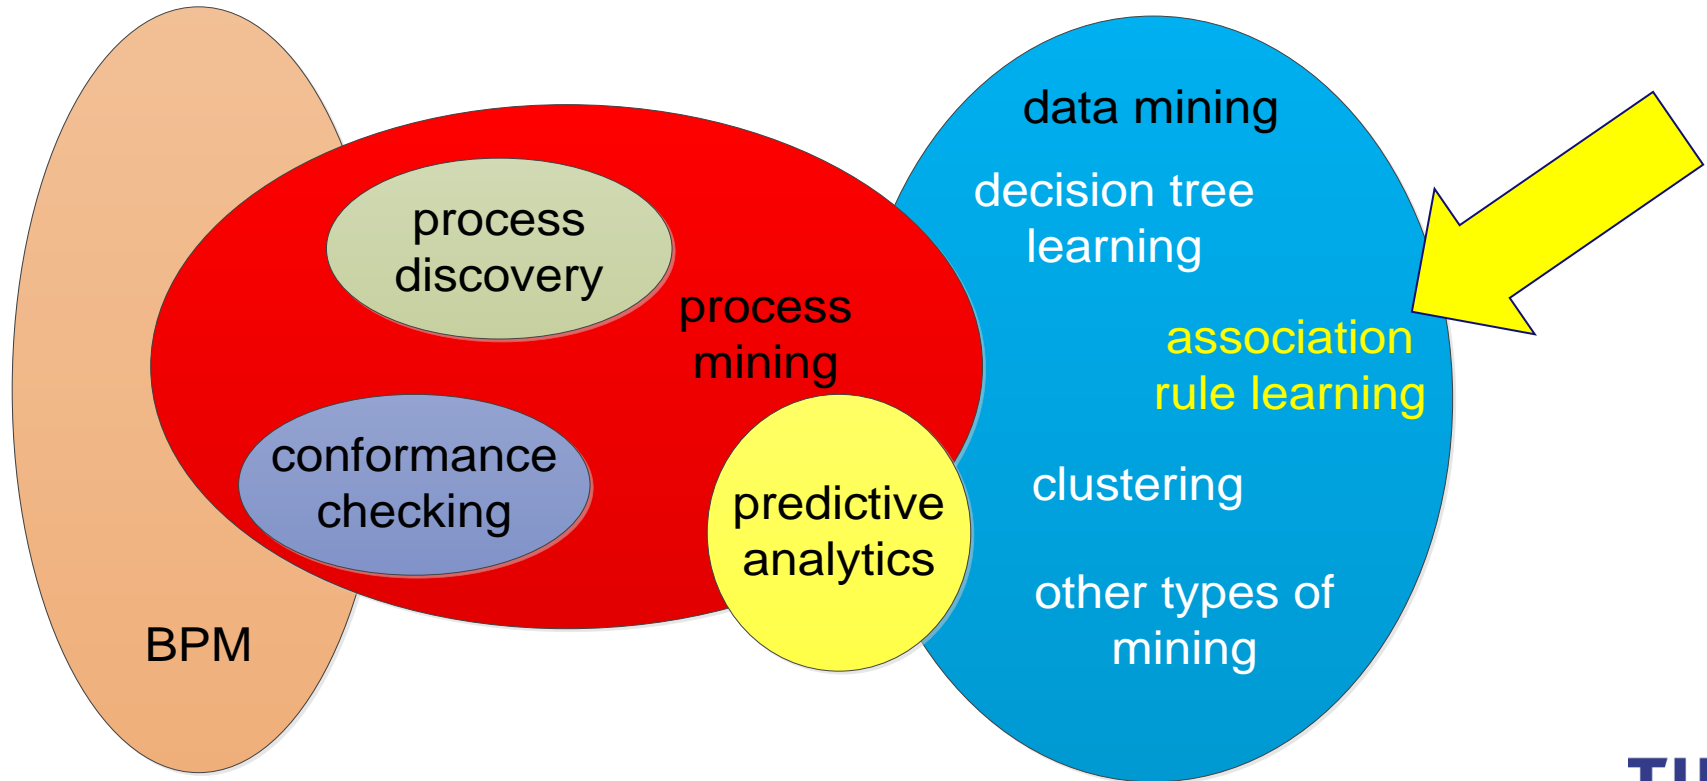 data mining
decision tree
learning
process
discovery
process
mining
association
rule learning
conformance
checking
clustering
predictive
analytics
other types of
mining
BPM